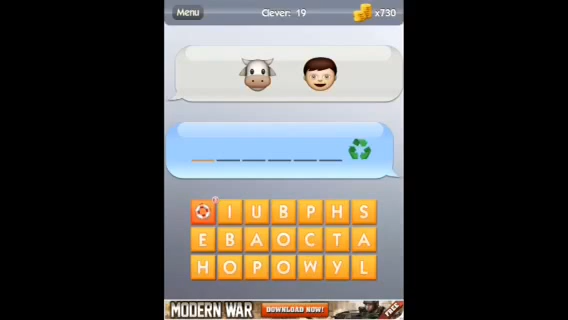 Menu Clever: 19 x730
I U B P H S
E B A O C T A
H O P O W Y L
MODERN WAR DOWNLOAD NOW! FREE